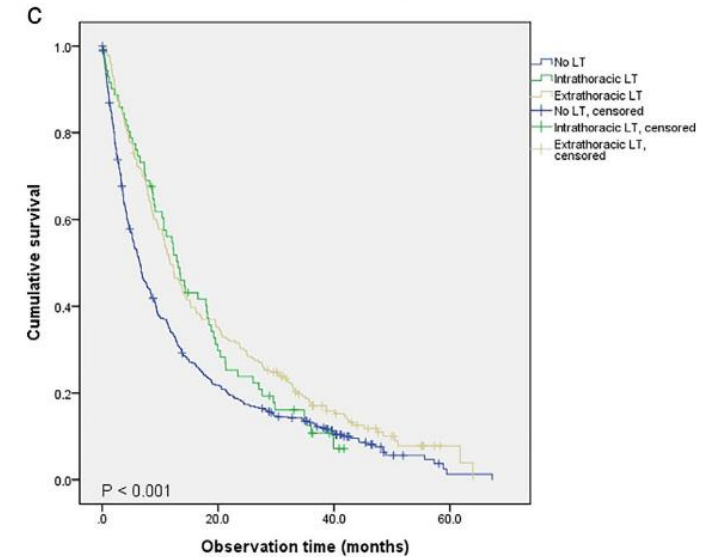 C
1.0
0.8
0.6
0.4
0.2
0.0
Cumulative survival
P < 0.001
.0 20.0 40.0 60.0
Observation time (months)
No LT
Intrathoracic LT
Extrathoracic LT
No LT, censored
Intrathoracic LT, censored
Extrathoracic LT,
censored